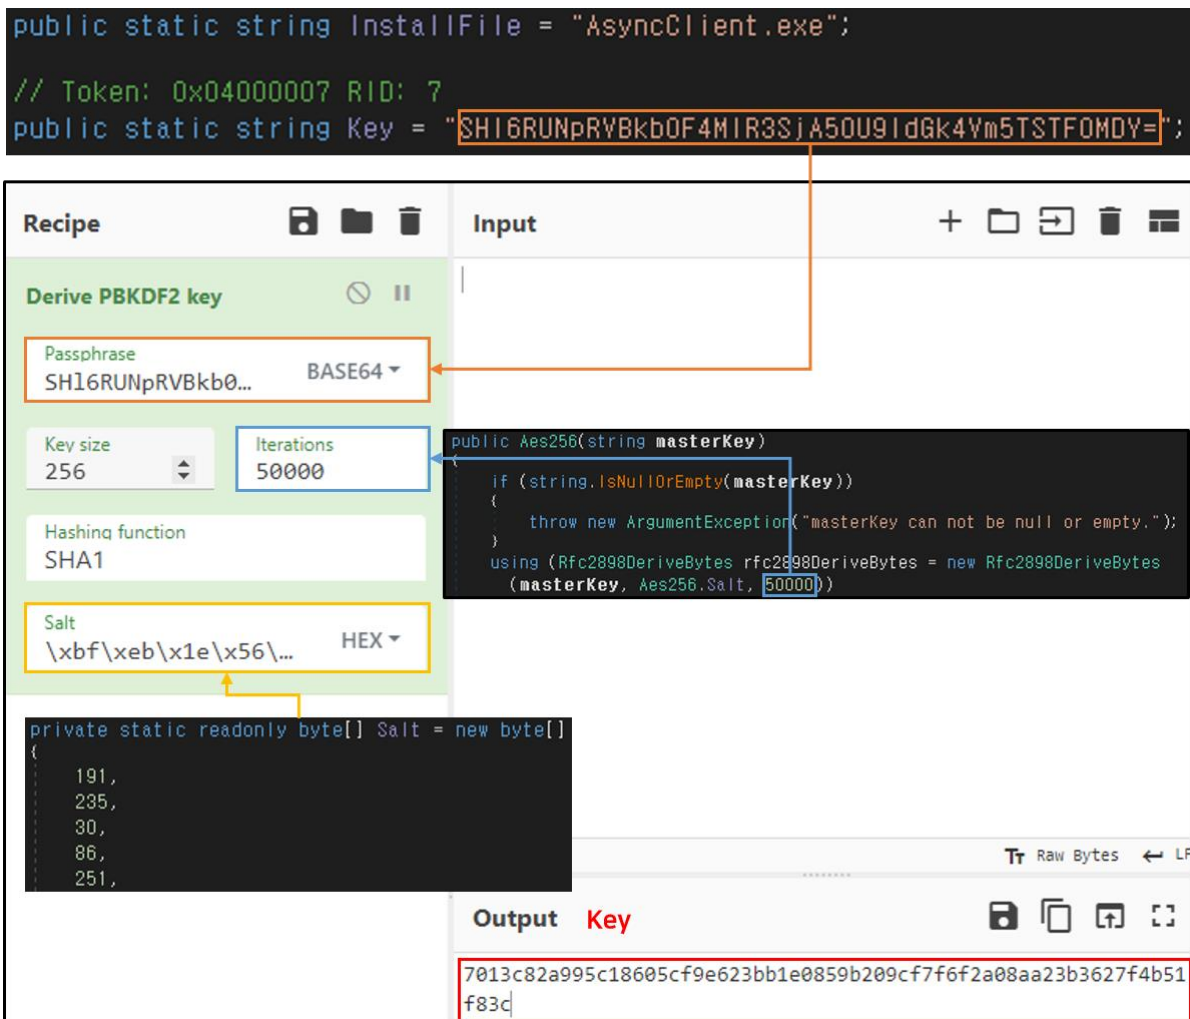 public static string InstallFile = "AsyncClient.exe";
// Token: 0x04000007 RID: 7
public static string Key = "SHl6RUNpRVBkb0F4MlR3SjA5OU9ldGk4Vm5TSTF0MDY=";
Recipe
Input
Derive PBKDF2 key
Passphrase
SHl6RUNpRVBkb0…
BASE64
Key size
256
Iterations
50000
Hashing function
SHA1
Salt
\xbf\xeb\x1e\x56\…
HEX
public Aes256(string masterKey)
{
if (string.IsNullOrEmpty(masterKey))
{
throw new ArgumentException("masterKey can not be null or empty.");
}
using (Rfc2898DeriveBytes rfc2898DeriveBytes = new Rfc2898DeriveBytes
(masterKey, Aes256.Salt, 50000))
private static readonly byte[] Salt = new byte[]
{
191,
235,
30,
86,
251,
Raw Bytes
LF
Output Key
7013c82a995c18605cf9e623bb1e0859b209cf7f6f2a08aa23b3627f4b51
f83c